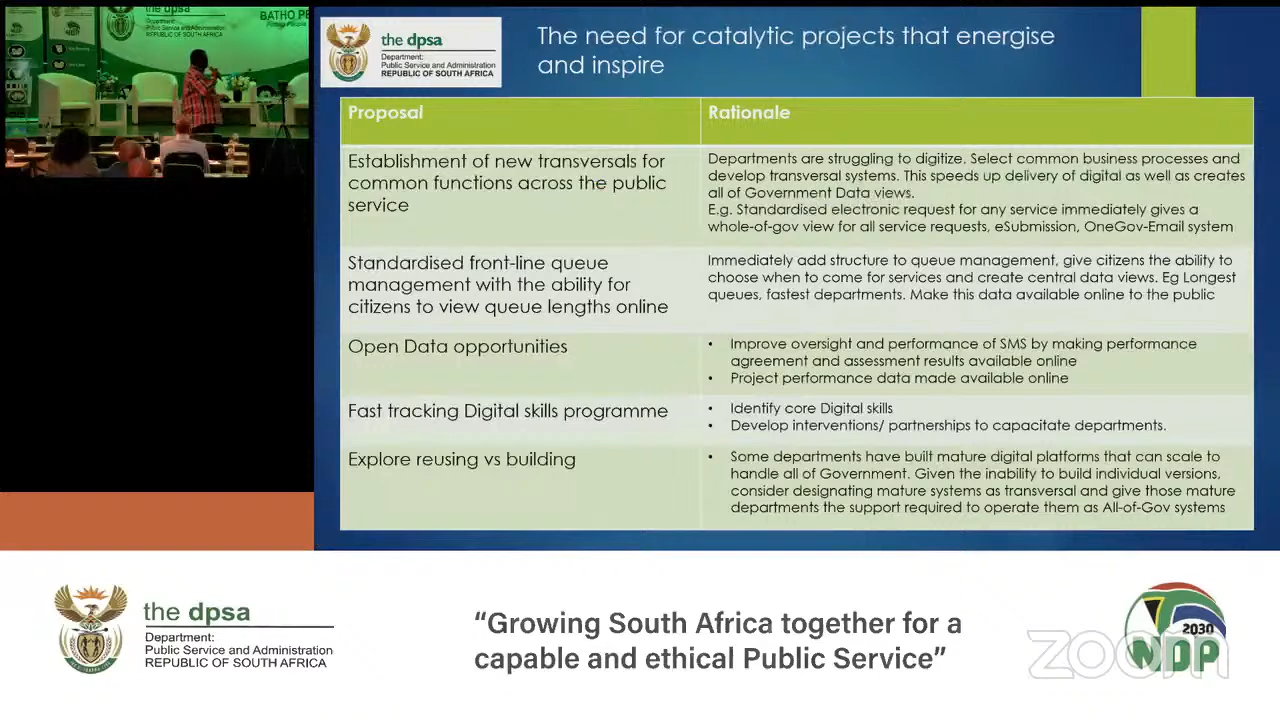 BATHO PE
Department:
Public Service and Administration
REPUBLIC OF SOUTH AFRICA
the dpsa
Department:
Public Service and Administration
REPUBLIC OF SOUTH AFRICA
The need for catalytic projects that energise
and inspire
Proposal
Rationale
Establishment of new transversals for
common functions across the public
service
Departments are struggling to digitize. Select common business processes and
develop transversal systems. This speeds up delivery of digital as well as creates
all of Government Data views.
E.g. Standardised electronic request for any service immediately gives a
whole-of-gov view for all service requests, eSubmission, OneGov-Email system
Standardised front-line queue
management with the ability for
citizens to view queue lengths online
Immediately add structure to queue management, give citizens the ability to
choose when to come for services and create central data views. Eg Longest
queues, fastest departments. Make this data available online to the public
Open Data opportunities
• Improve oversight and performance of SMS by making performance
agreement and assessment results available online
• Project performance data made available online
Fast tracking Digital skills programme
• Identify core Digital skills
• Develop interventions/ partnerships to capacitate departments.
Explore reusing vs building
• Some departments have built mature digital platforms that can scale to
handle all of Government. Given the inability to build individual versions,
consider designating mature systems as transversal and give those mature
departments the support required to operate them as All-of-Gov systems
the dpsa
Department:
Public Service and Administration
REPUBLIC OF SOUTH AFRICA
“Growing South Africa together for a
capable and ethical Public Service”
2030
NDP
zoom